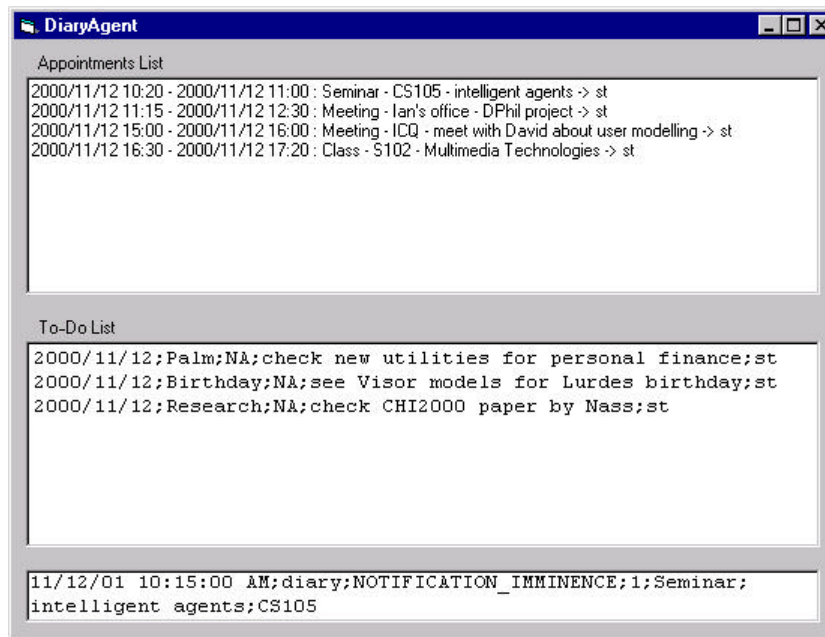 DiaryAgent
Appointments List
2000/11/12 10:20 - 2000/11/12 11:00 : Seminar - CS105 - intelligent agents -> st
2000/11/12 11:15 - 2000/11/12 12:30 : Meeting - Ian's office - DPhil project -> st
2000/11/12 15:00 - 2000/11/12 16:00 : Meeting - ICQ - meet with David about user modelling -> st
2000/11/12 16:30 - 2000/11/12 17:20 : Class - S102 - Multimedia Technologies -> st
To-Do List
2000/11/12;Palm;NA;check new utilities for personal finance;st
2000/11/12;Birthday;NA;see Visor models for Lurdes birthday;st
2000/11/12;Research;NA;check CHI2000 paper by Nass;st
11/12/01 10:15:00 AM;diary;NOTIFICATION_IMMINENCE;1;Seminar;
intelligent agents;CS105